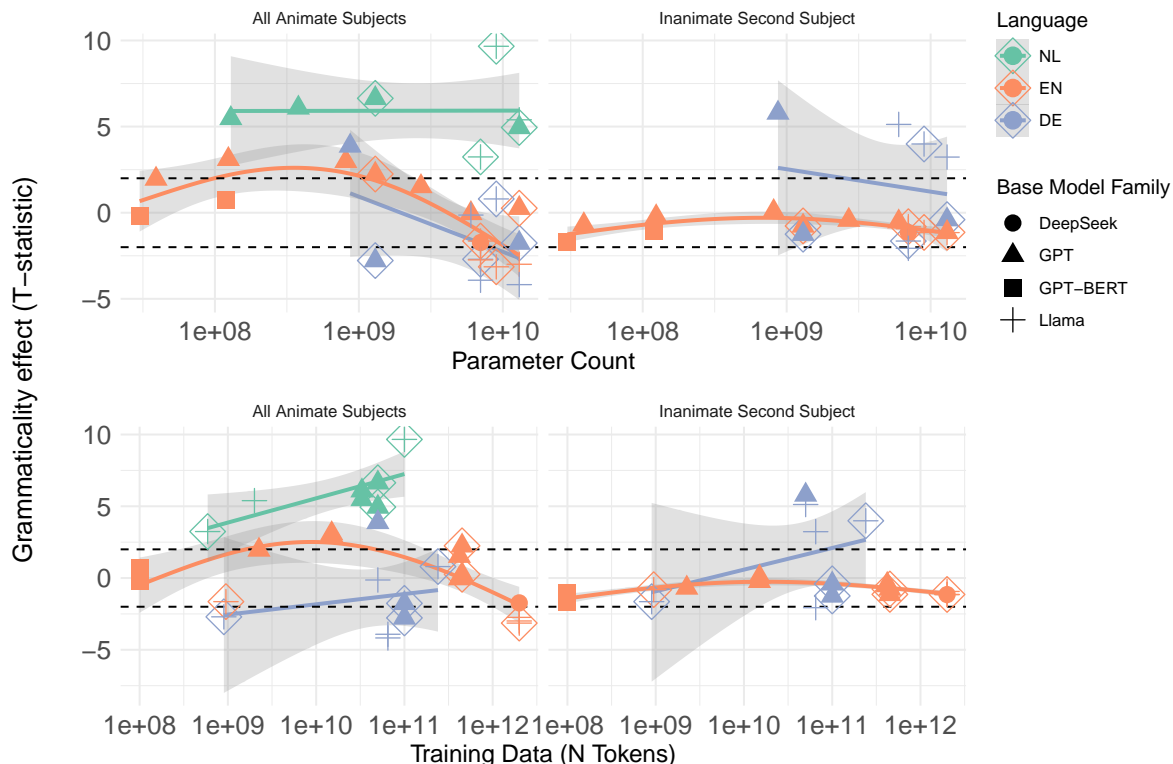 All Animate Subjects
Inanimate Second Subject
10
5
0
−5
1e+08
1e+09
1e+10
1e+08
1e+09
1e+10
Parameter Count
All Animate Subjects
Inanimate Second Subject
10
5
0
−5
1e+08
1e+09
1e+10
1e+11
1e+12
1e+08
1e+09
1e+10
1e+11
1e+12
Training Data (N Tokens)
Grammaticality effect (T−statistic)
Language
NL
EN
DE
Base Model Family
DeepSeek
GPT
GPT−BERT
Llama